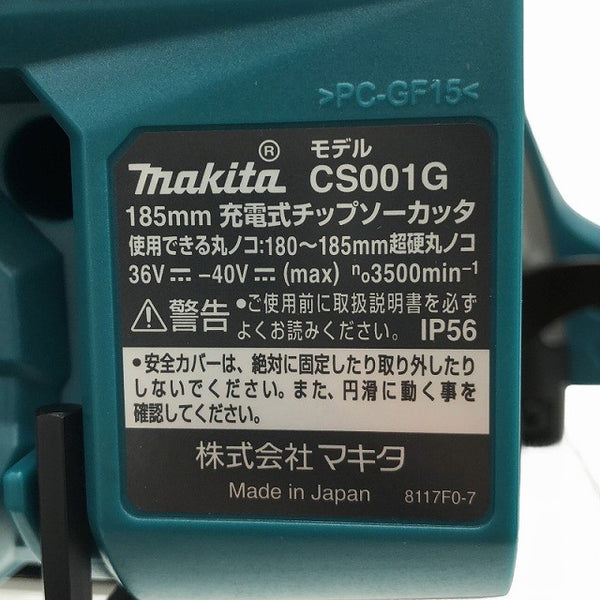 >PC-GF15<
makita ® モデル CS001G
185mm 充電式チップソーカッタ
使用できる丸ノコ:180～185mm超硬丸ノコ
36V⎓ -40V⎓ (max) n₀3500min⁻¹
⚠警告 •ご使用前に取扱説明書を必ず
よくお読みください。 IP56
•安全カバーは、絶対に固定したり取り外したり
しないでください。また、円滑に動く事を
確認してください。
株式会社マキタ
Made in Japan 8117F0-7